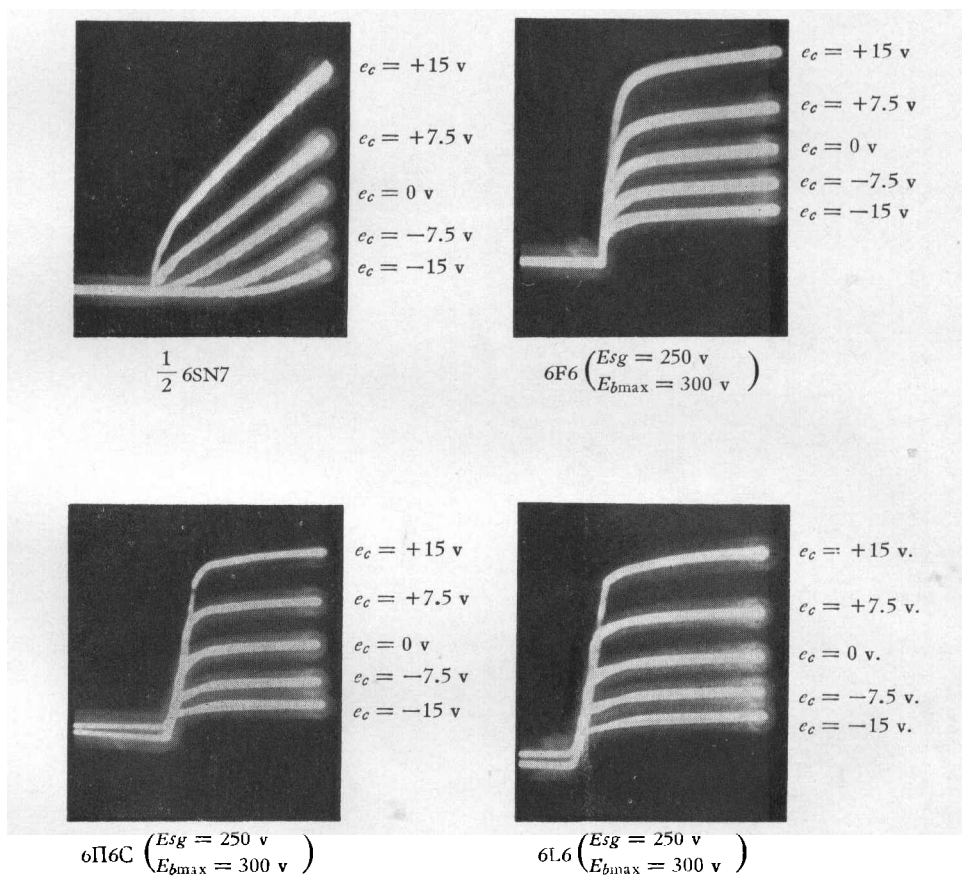 e_c = +15 v
e_c = +7.5 v
e_c = 0 v
e_c = −7.5 v
e_c = −15 v
1/2 6SN7
e_c = +15 v
e_c = +7.5 v
e_c = 0 v
e_c = −7.5 v
e_c = −15 v
6F6 (Esg = 250 v
E_bmax = 300 v)
e_c = +15 v
e_c = +7.5 v
e_c = 0 v
e_c = −7.5 v
e_c = −15 v
6П6С (Esg = 250 v
E_bmax = 300 v)
e_c = +15 v.
e_c = +7.5 v.
e_c = 0 v.
e_c = −7.5 v.
e_c = −15 v.
6L6 (Esg = 250 v
E_bmax = 300 v)